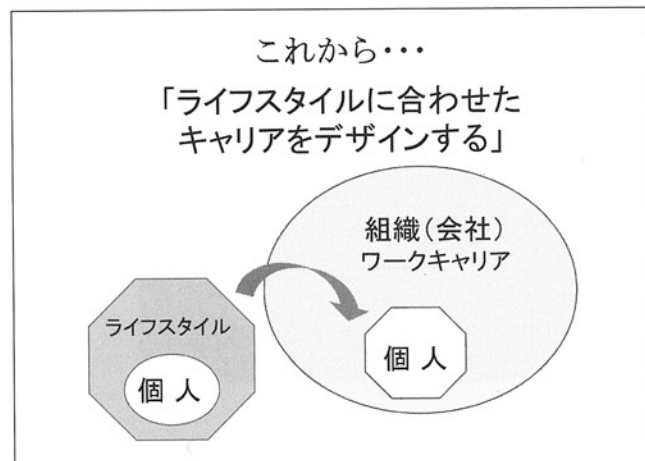 これから・・・
「ライフスタイルに合わせた
キャリアをデザインする」
組織（会社）
ワークキャリア
ライフスタイル
個 人
個 人